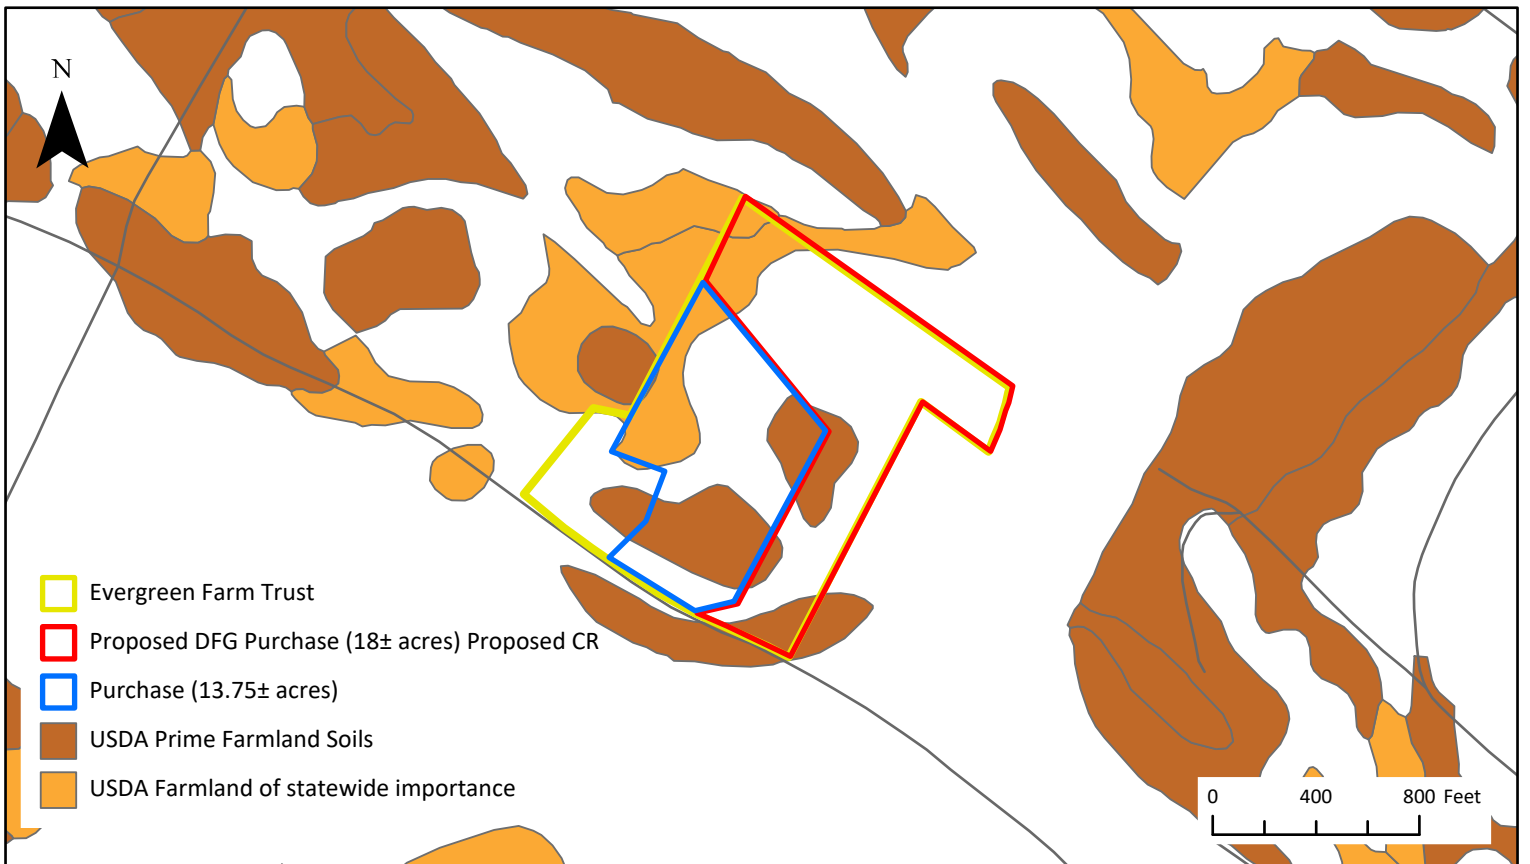 N
Evergreen Farm Trust
Proposed DFG Purchase (18± acres) Proposed CR
Purchase (13.75± acres)
USDA Prime Farmland Soils
USDA Farmland of statewide importance
0 400 800 Feet